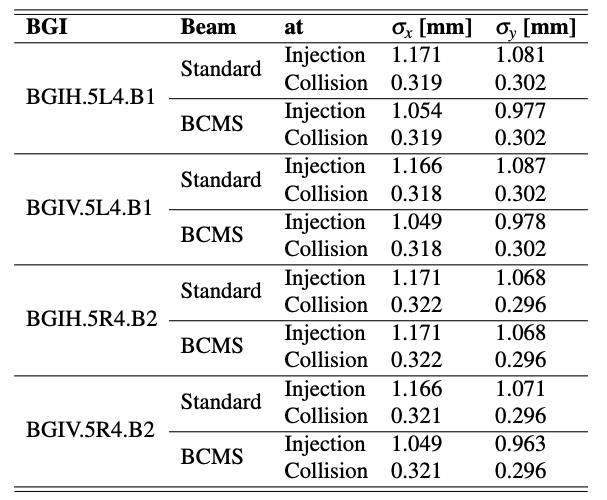 BGI Beam at σx [mm] σy [mm]
BGIH.5L4.B1 Standard Injection 1.171 1.081
Collision 0.319 0.302
BCMS Injection 1.054 0.977
Collision 0.319 0.302
BGIV.5L4.B1 Standard Injection 1.166 1.087
Collision 0.318 0.302
BCMS Injection 1.049 0.978
Collision 0.318 0.302
BGIH.5R4.B2 Standard Injection 1.171 1.068
Collision 0.322 0.296
BCMS Injection 1.171 1.068
Collision 0.322 0.296
BGIV.5R4.B2 Standard Injection 1.166 1.071
Collision 0.321 0.296
BCMS Injection 1.049 0.963
Collision 0.321 0.296